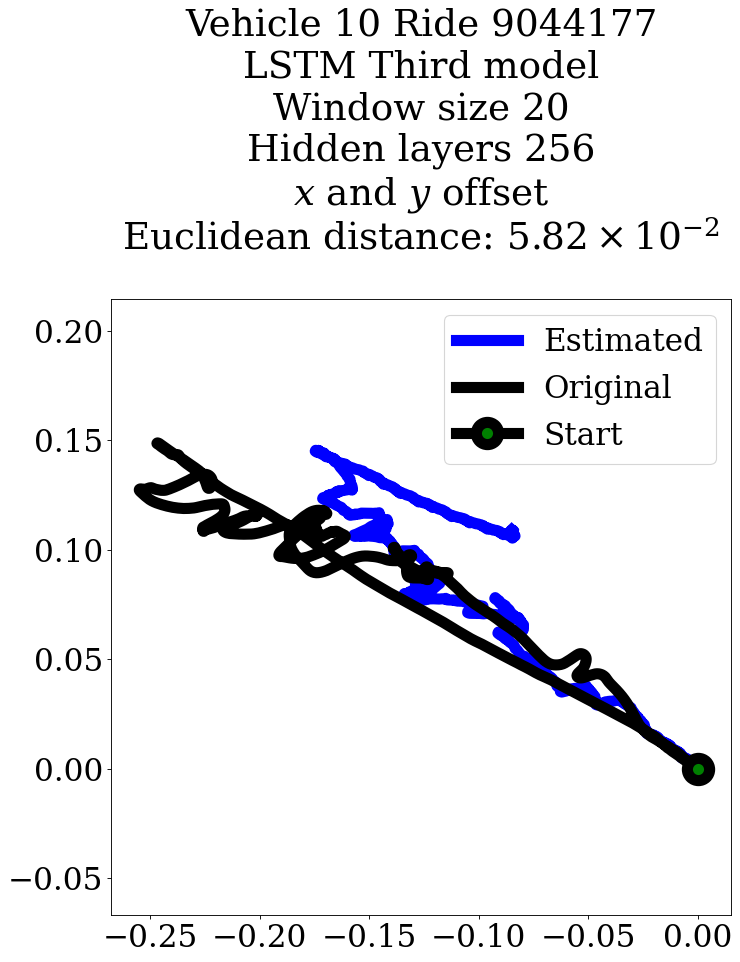 Vehicle 10 Ride 9044177
LSTM Third model
Window size 20
Hidden layers 256
x and y offset
Euclidean distance: 5.82 × 10⁻²
Estimated
Original
Start
0.20
0.15
0.10
0.05
0.00
−0.05
−0.25 −0.20 −0.15 −0.10 −0.05 0.00